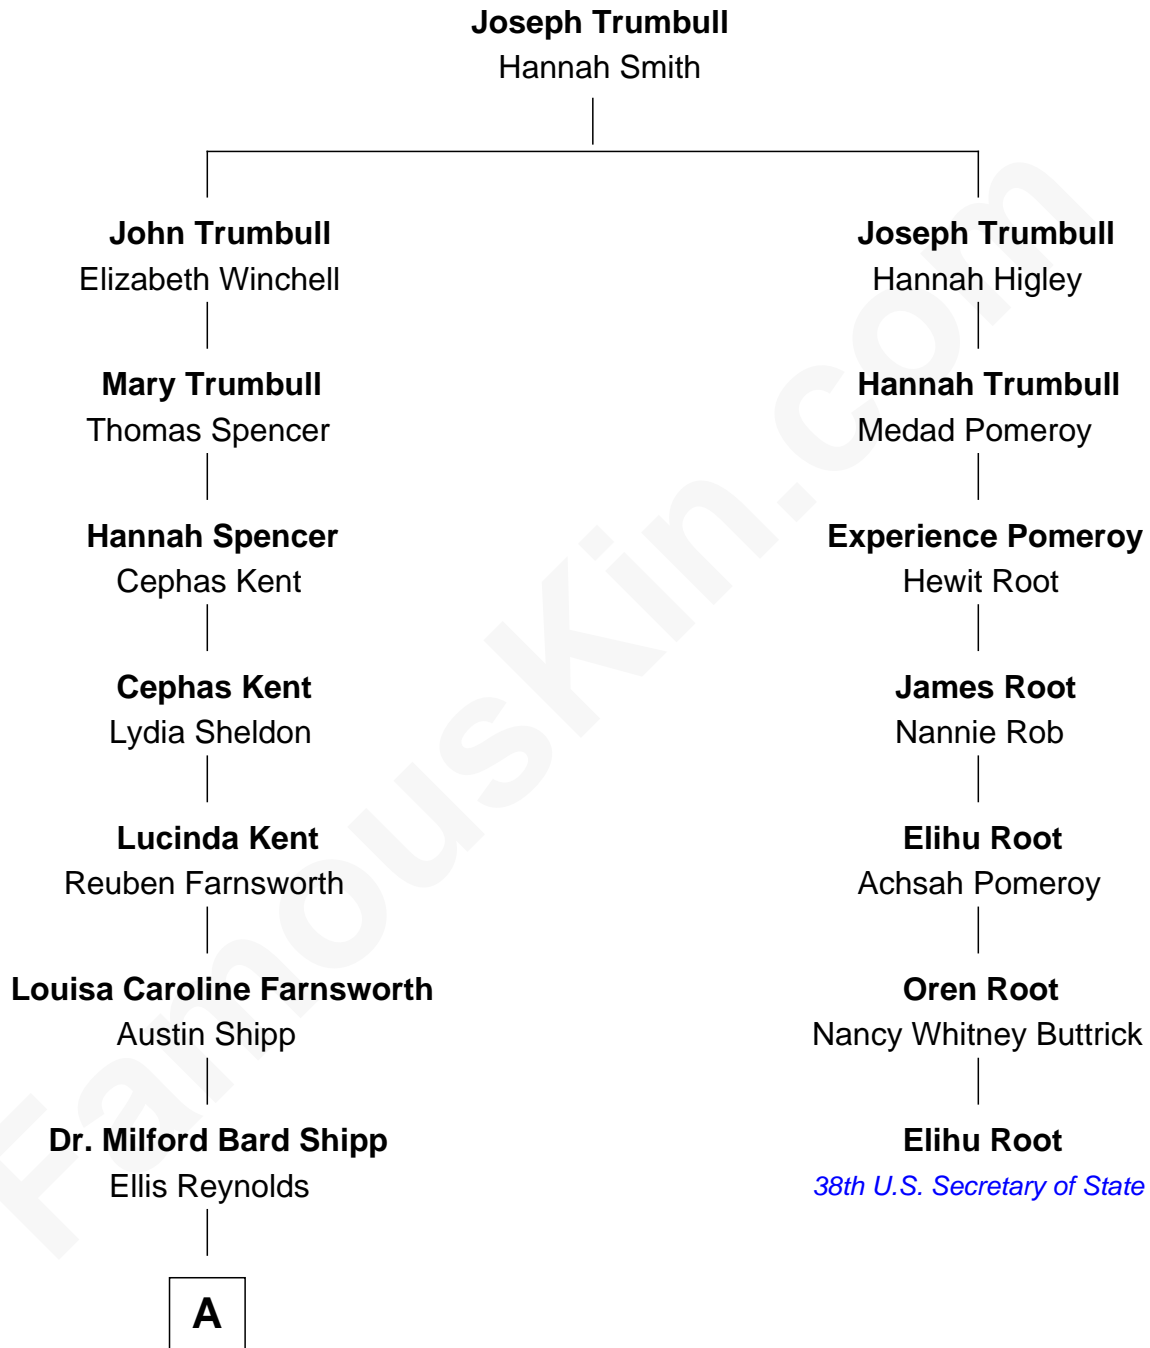 Joseph Trumbull
Hannah Smith
John Trumbull
Elizabeth Winchell
Mary Trumbull
Thomas Spencer
Hannah Spencer
Cephas Kent
Cephas Kent
Lydia Sheldon
Lucinda Kent
Reuben Farnsworth
Louisa Caroline Farnsworth
Austin Shipp
Dr. Milford Bard Shipp
Ellis Reynolds
A
Joseph Trumbull
Hannah Higley
Hannah Trumbull
Medad Pomeroy
Experience Pomeroy
Hewit Root
James Root
Nannie Rob
Elihu Root
Achsah Pomeroy
Oren Root
Nancy Whitney Buttrick
Elihu Root
38th U.S. Secretary of State
FamousKin.com